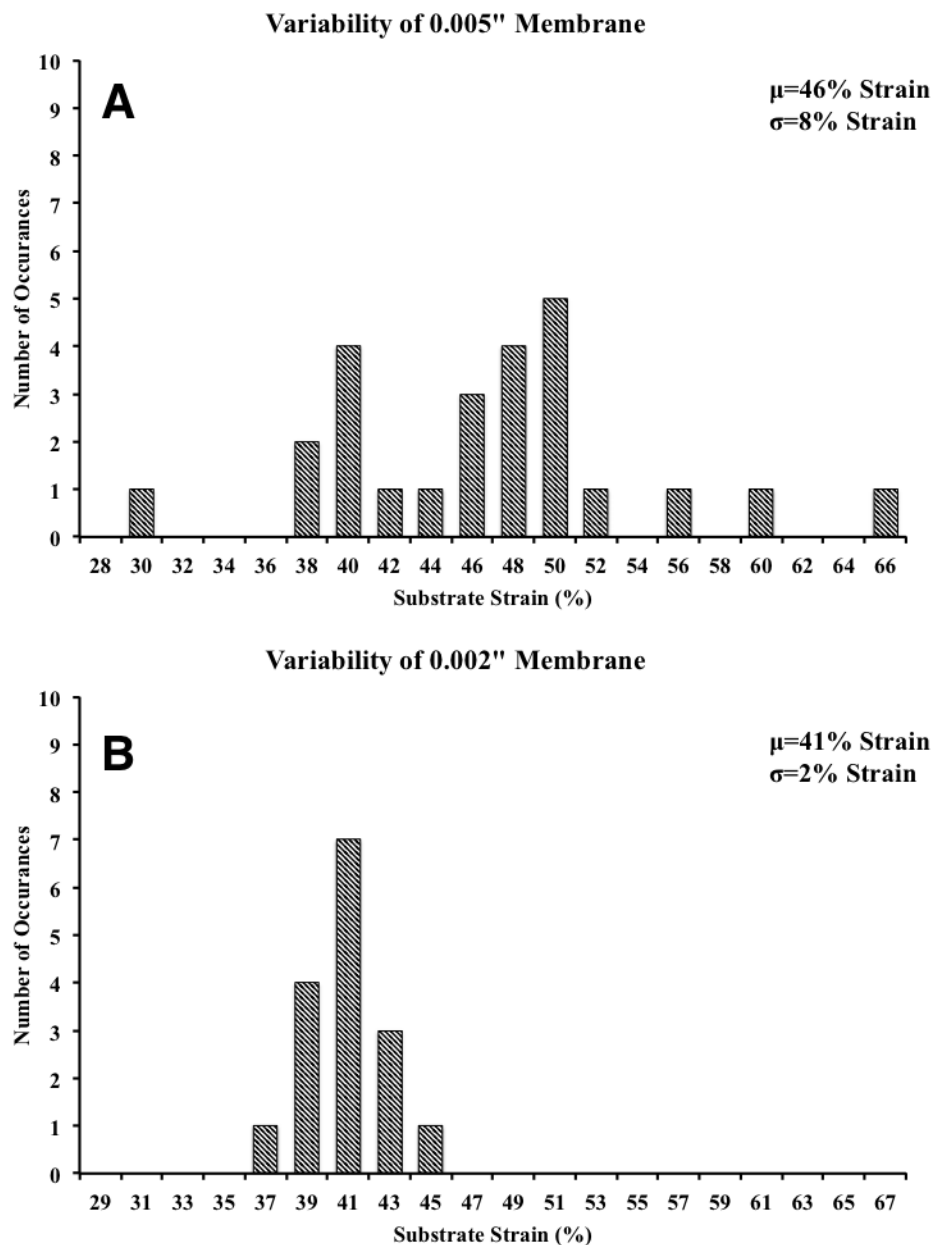 Variability of 0.005" Membrane
A
μ=46% Strain
σ=8% Strain
10
9
8
7
6
5
4
3
2
1
0
Number of Occurances
28 30 32 34 36 38 40 42 44 46 48 50 52 54 56 58 60 62 64 66
Substrate Strain (%)
Variability of 0.002" Membrane
B
μ=41% Strain
σ=2% Strain
10
9
8
7
6
5
4
3
2
1
0
Number of Occurances
29 31 33 35 37 39 41 43 45 47 49 51 53 55 57 59 61 63 65 67
Substrate Strain (%)